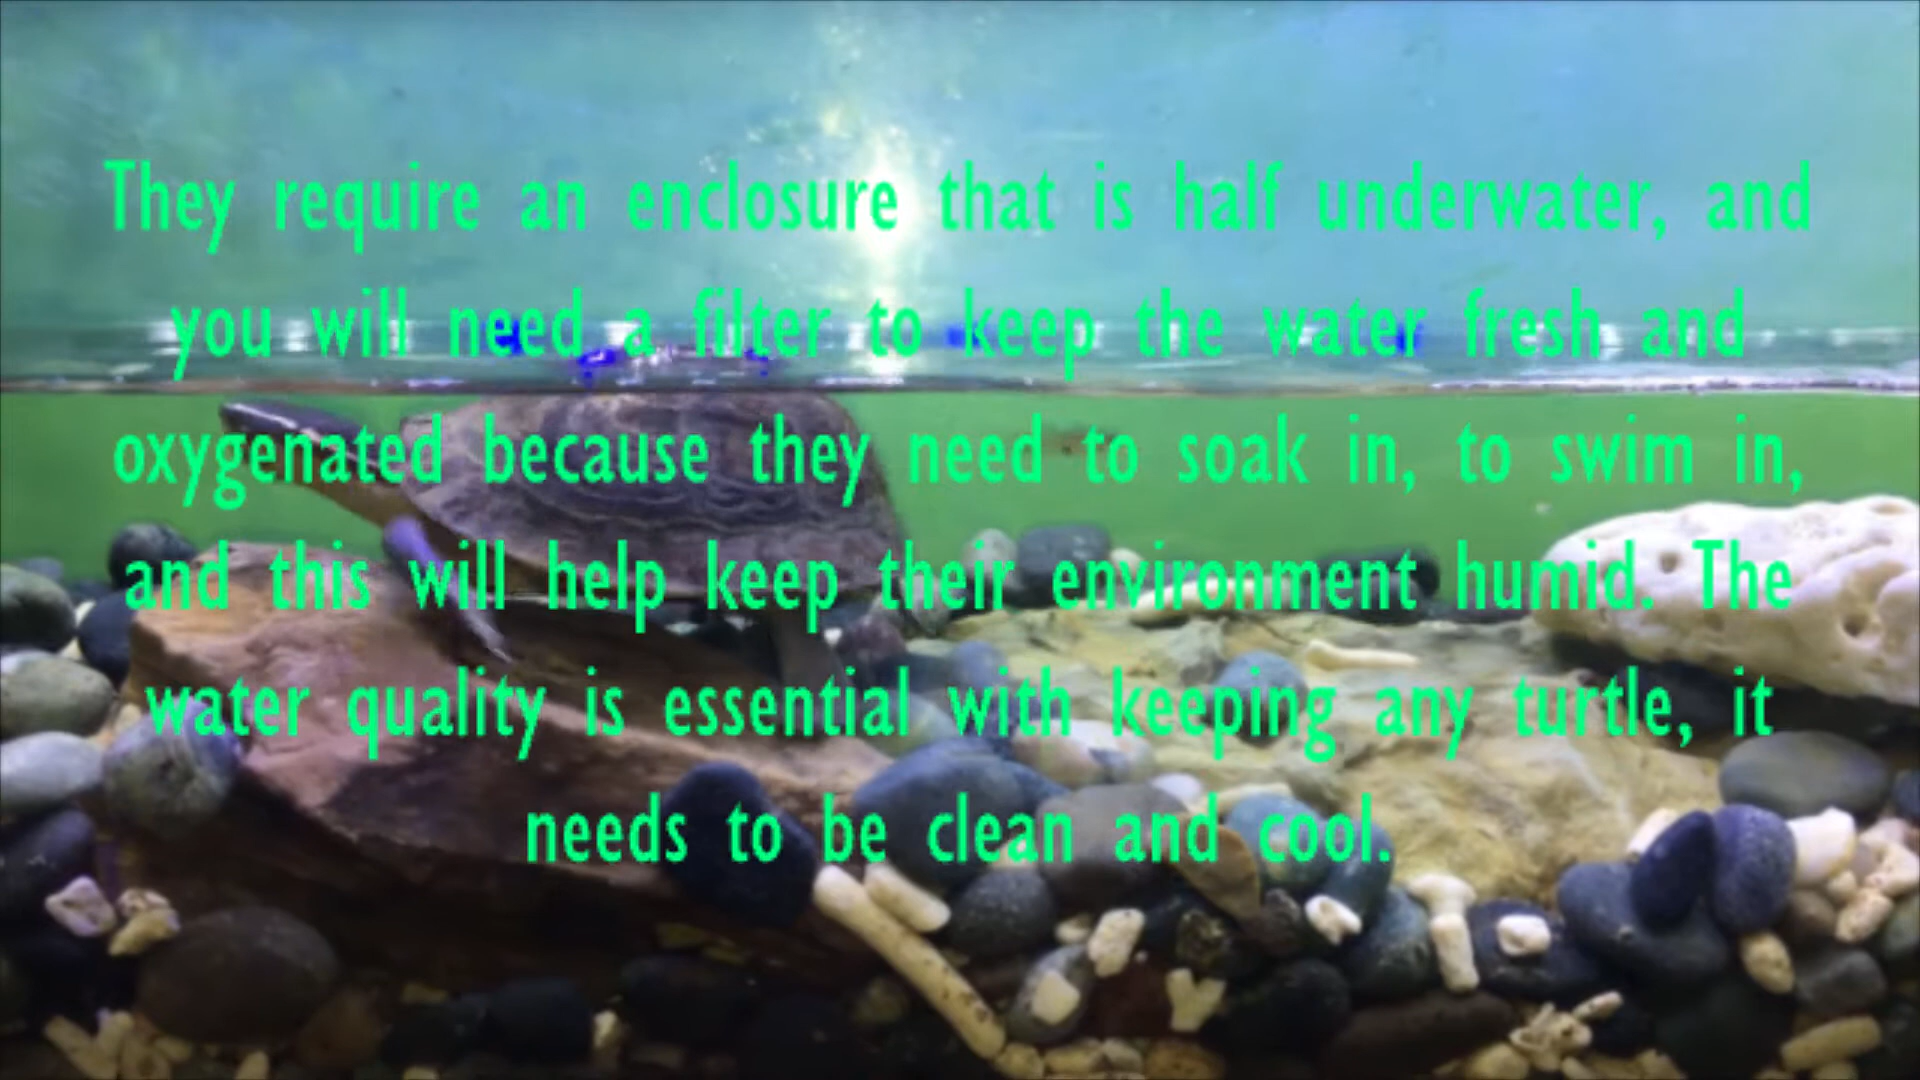 They require an enclosure that is half underwater, and
you will need a filter to keep the water fresh and
oxygenated because they need to soak in, to swim in,
and this will help keep their environment humid. The
water quality is essential with keeping any turtle, it
needs to be clean and cool.